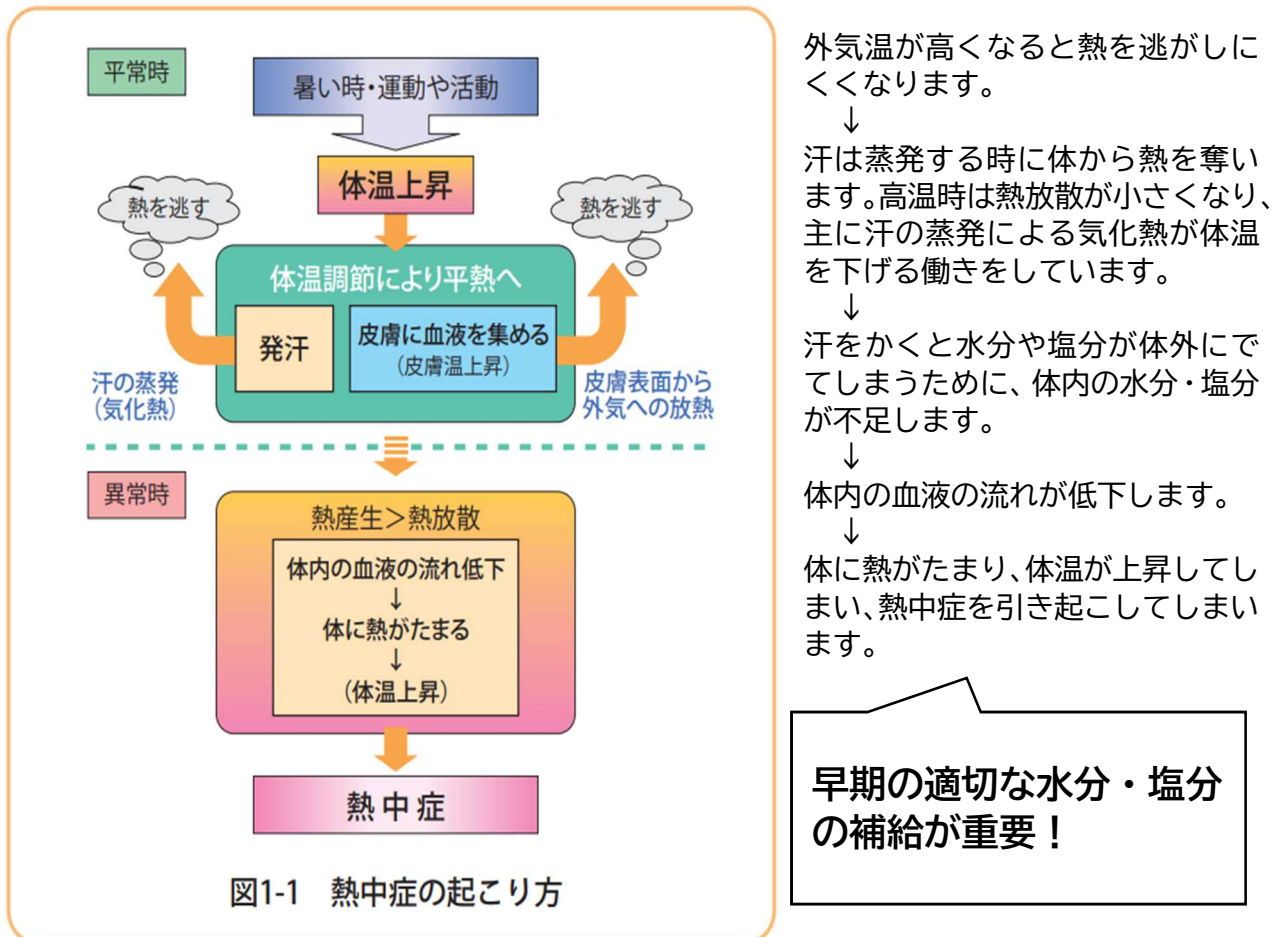 平常時
暑い時・運動や活動
体温上昇
熱を逃す
熱を逃す
体温調節により平熱へ
発汗
皮膚に血液を集める
(皮膚温上昇)
汗の蒸発
(気化熱)
皮膚表面から
外気への放熱
異常時
熱産生＞熱放散
体内の血液の流れ低下
↓
体に熱がたまる
↓
(体温上昇)
熱中症
図1-1 熱中症の起こり方
外気温が高くなると熱を逃がしに
くくなります。
↓
汗は蒸発する時に体から熱を奪い
ます。高温時は熱放散が小さくなり、
主に汗の蒸発による気化熱が体温
を下げる働きをしています。
↓
汗をかくと水分や塩分が体外にで
てしまうために、体内の水分・塩分
が不足します。
↓
体内の血液の流れが低下します。
↓
体に熱がたまり、体温が上昇してし
まい、熱中症を引き起こしてしまい
ます。
早期の適切な水分・塩分
の補給が重要！